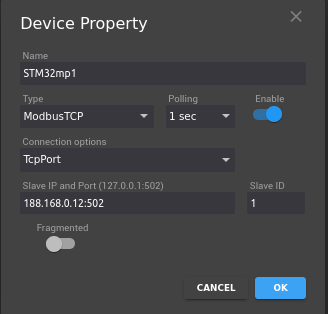 Device Property
Name
STM32mp1
Type Polling Enable
ModbusTCP 1 sec
Connection options
TcpPort
Slave IP and Port (127.0.0.1:502) Slave ID
188.168.0.12:502 1
Fragmented
CANCEL OK